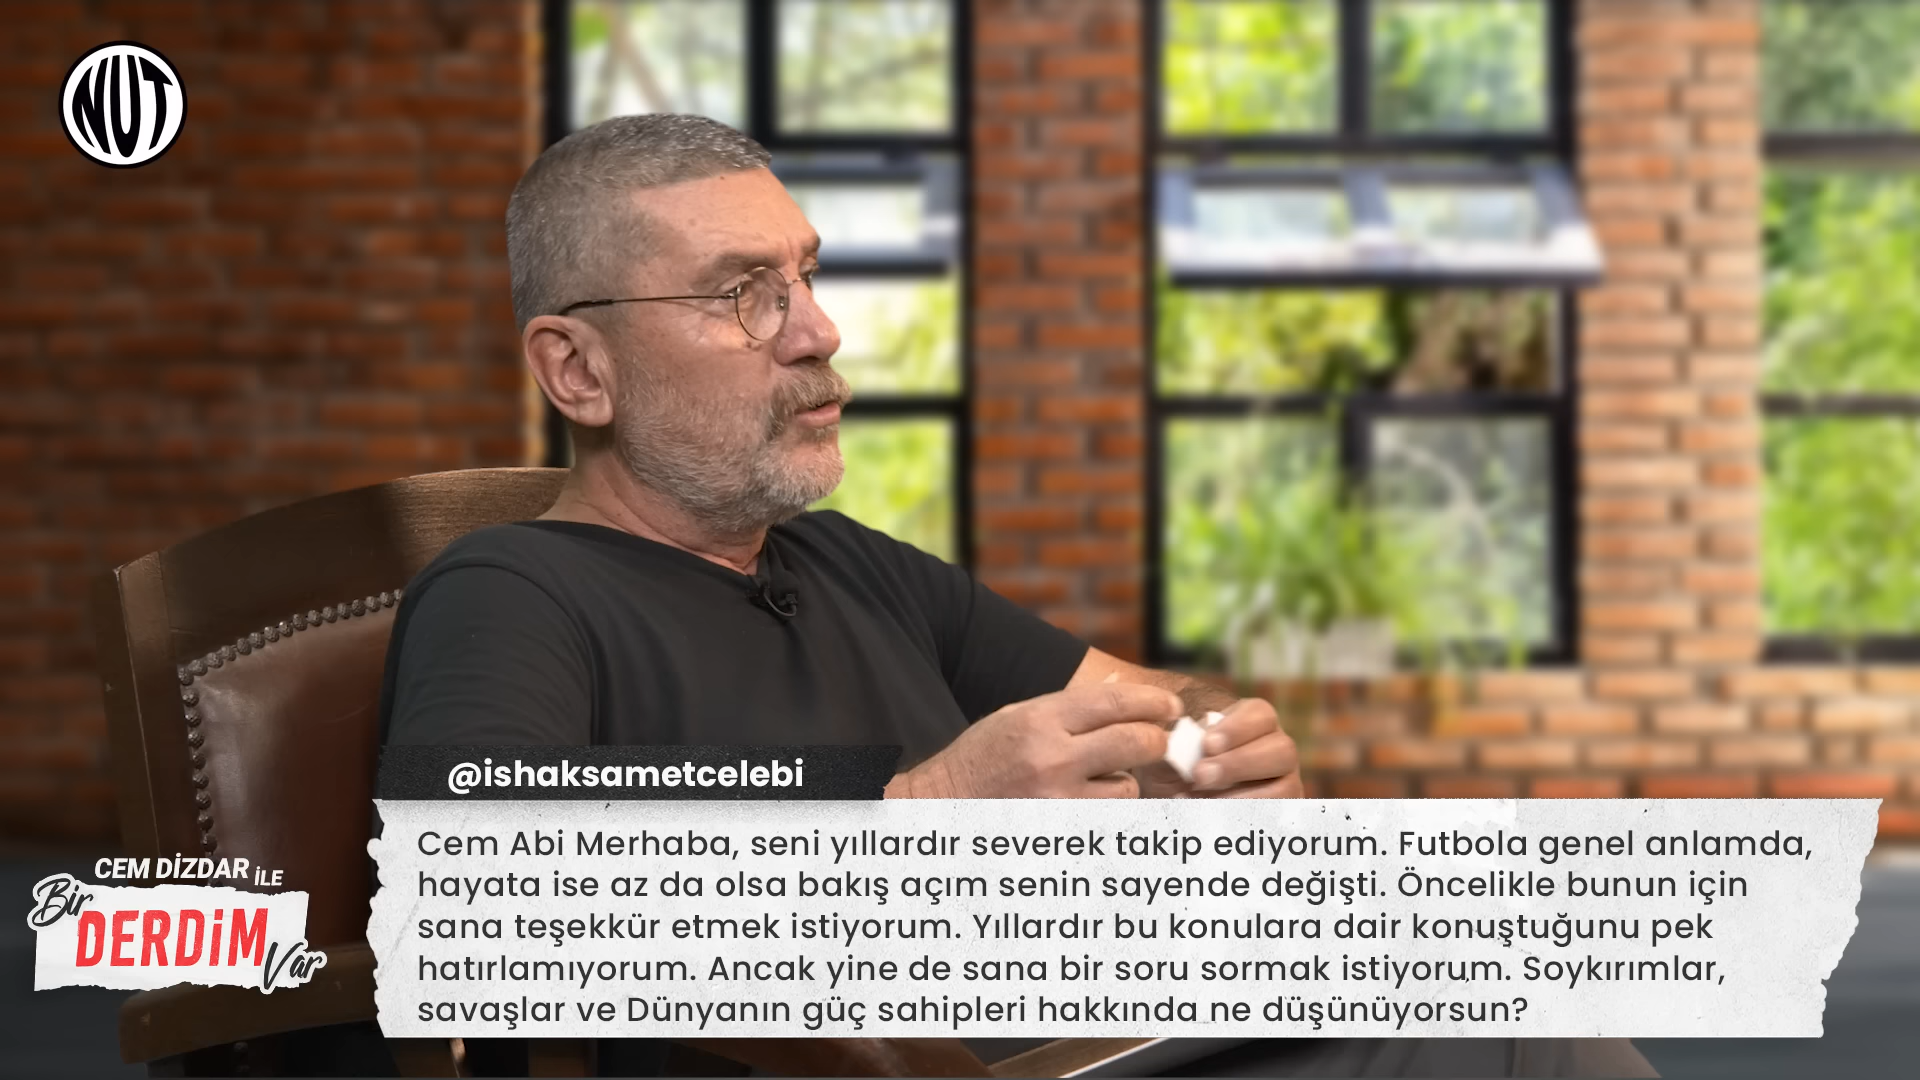 NUT
@ishaksametcelebi
Cem Abi Merhaba, seni yıllardır severek takip ediyorum. Futbola genel anlamda,
hayata ise az da olsa bakış açım senin sayende değişti. Öncelikle bunun için
sana teşekkür etmek istiyorum. Yıllardır bu konulara dair konuştuğunu pek
hatırlamıyorum. Ancak yine de sana bir soru sormak istiyorum. Soykırımlar,
savaşlar ve Dünyanın güç sahipleri hakkında ne düşünüyorsun?
CEM DİZDAR İLE
Bir
DERDİM
Var